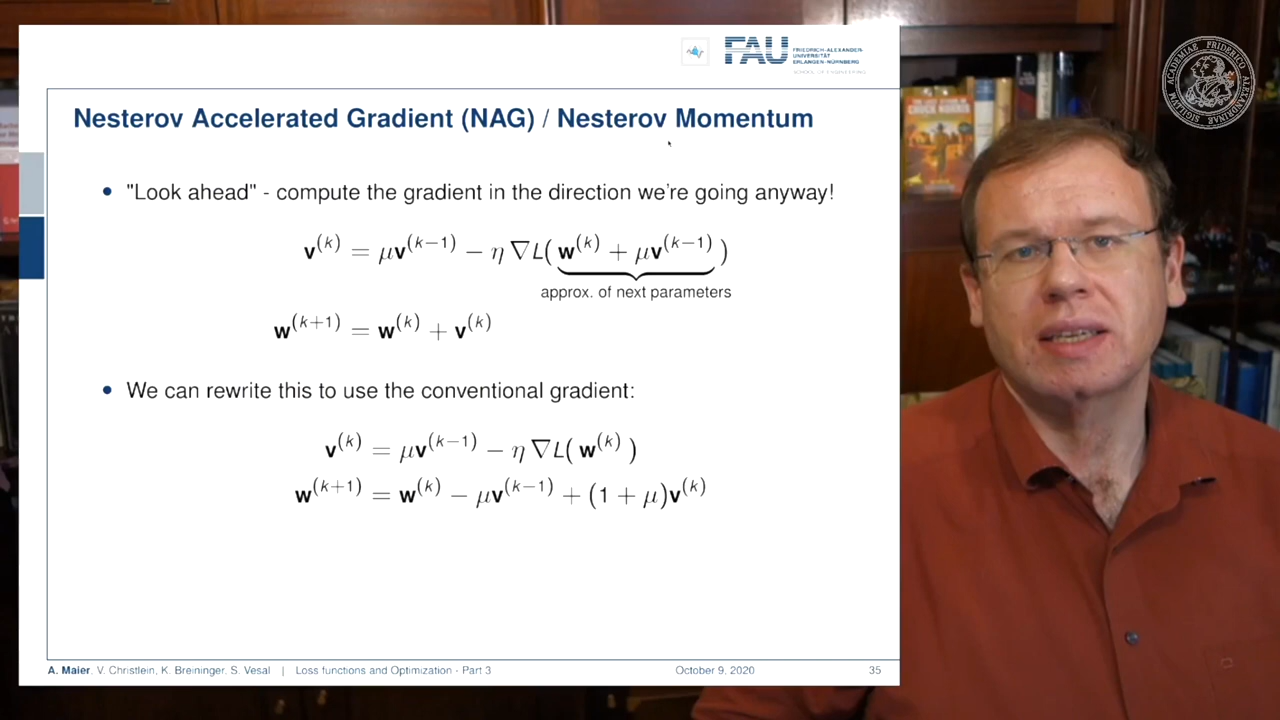 FAU
FRIEDRICH-ALEXANDER-
UNIVERSITÄT
ERLANGEN-NÜRNBERG
SCHOOL OF ENGINEERING
Nesterov Accelerated Gradient (NAG) / Nesterov Momentum
• "Look ahead" - compute the gradient in the direction we're going anyway!
v^(k) = μv^(k−1) − η ∇L( w^(k) + μv^(k−1) )
approx. of next parameters
w^(k+1) = w^(k) + v^(k)
• We can rewrite this to use the conventional gradient:
v^(k) = μv^(k−1) − η ∇L( w^(k) )
w^(k+1) = w^(k) − μv^(k−1) + (1 + μ)v^(k)
A. Maier, V. Christlein, K. Breininger, S. Vesal | Loss functions and Optimization - Part 3 October 9, 2020 35